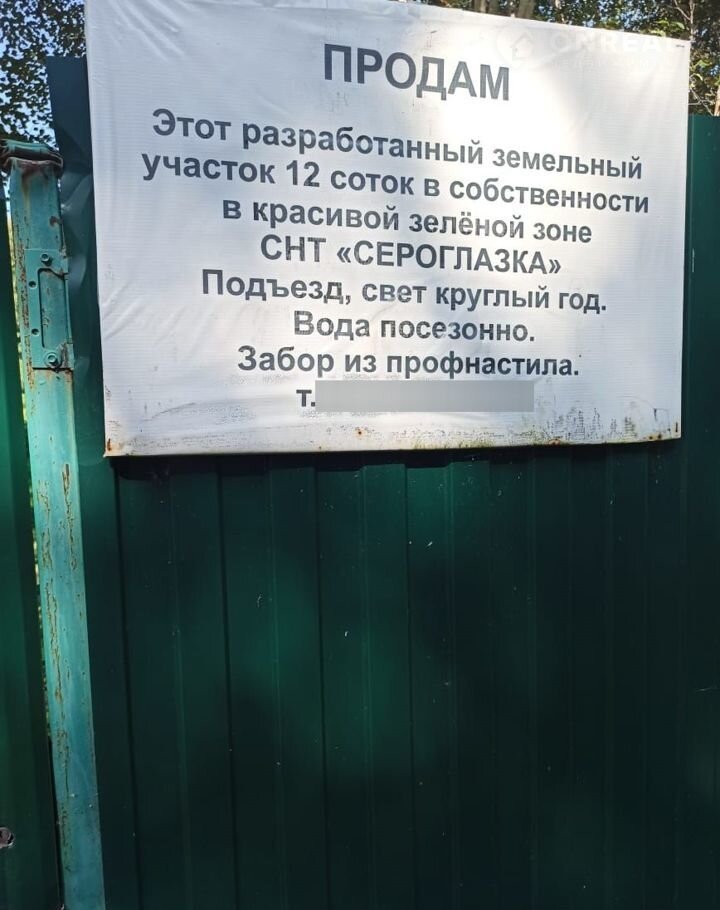 ONREAL
ПРОДАМ
Этот разработанный земельный
участок 12 соток в собственности
в красивой зелёной зоне
СНТ «СЕРОГЛАЗКА»
Подъезд, свет круглый год.
Вода посезонно.
Забор из профнастила.
т.